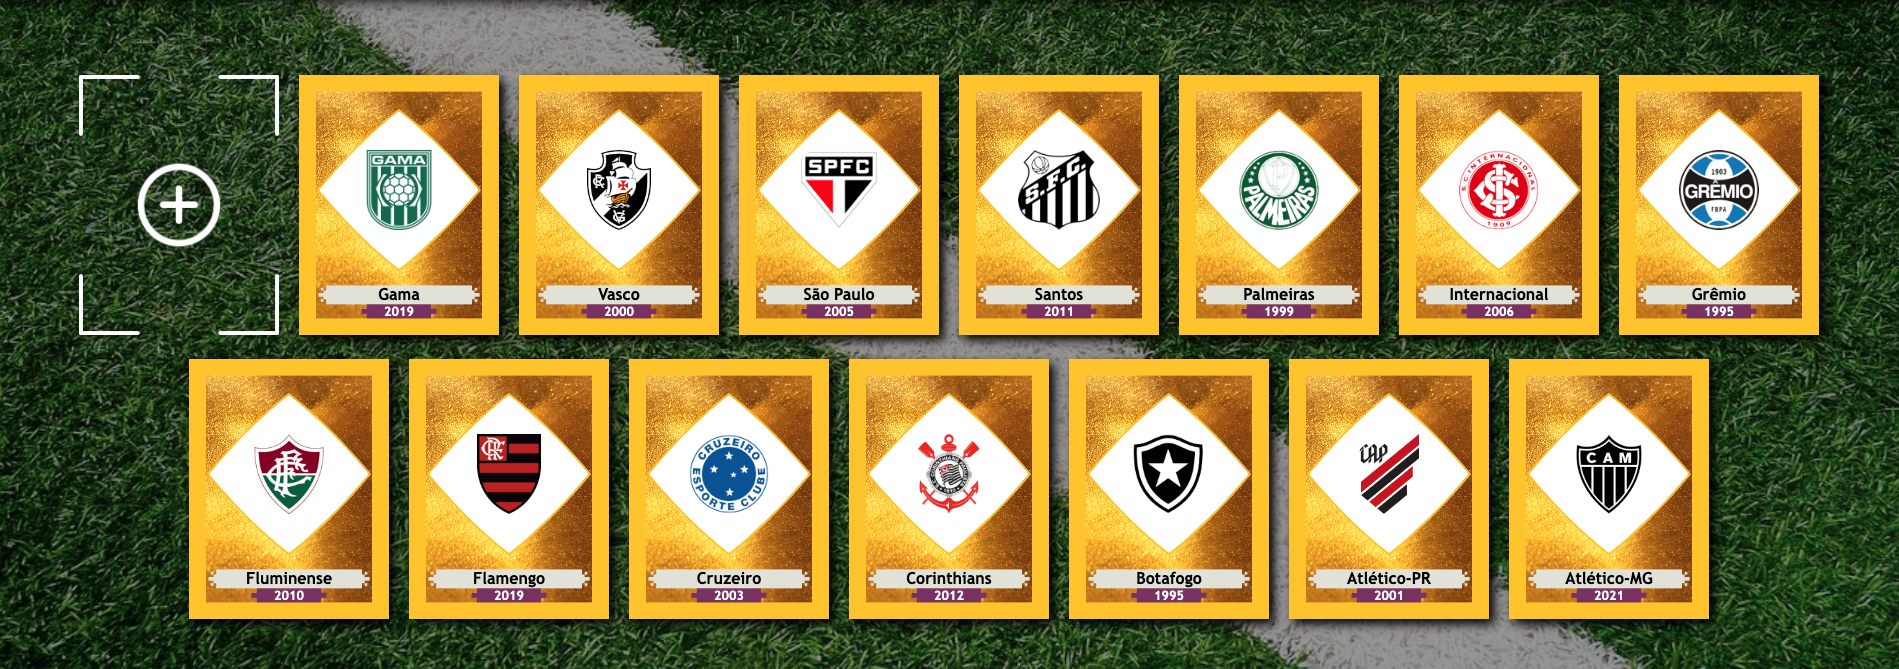 GAMA
Gama
2019
Vasco
2000
SPFC
São Paulo
2005
S.F.C.
Santos
2011
PALMEIRAS
Palmeiras
1999
S.C. INTERNACIONAL
1909
Internacional
2006
1903
GRÊMIO
FBPA
Grêmio
1995
Fluminense
2010
Flamengo
2019
CRUZEIRO
ESPORTE CLUBE
Cruzeiro
2003
Corinthians
2012
Botafogo
1995
CAP
Atlético-PR
2001
CAM
Atlético-MG
2021